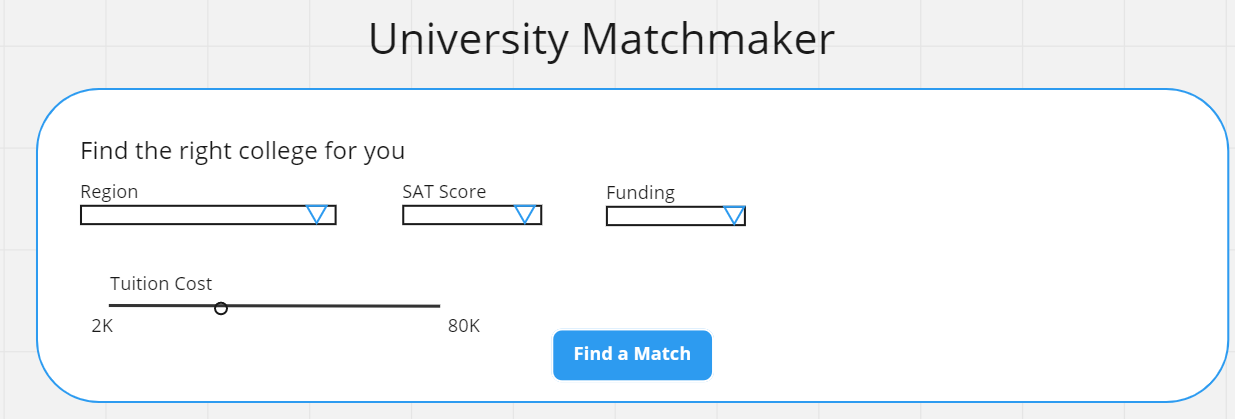 University Matchmaker
Find the right college for you
Region SAT Score Funding
Tuition Cost
2K 80K
Find a Match